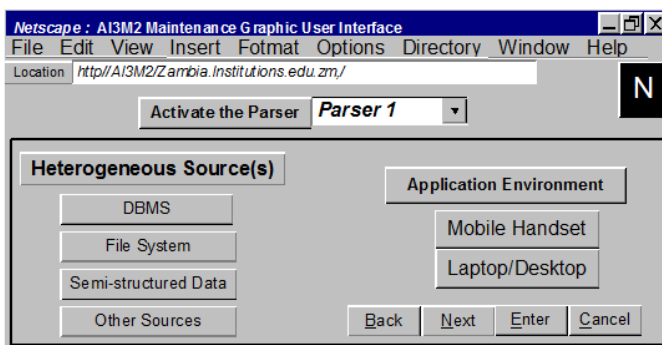 Netscape : AI3M2 Maintenance Graphic User Interface
File Edit View Insert Fotmat Options Directory Window Help
Location http//AI3M2/Zambia.Institutions.edu.zm,/
N
Activate the Parser Parser 1
Heterogeneous Source(s)
DBMS
File System
Semi-structured Data
Other Sources
Application Environment
Mobile Handset
Laptop/Desktop
Back Next Enter Cancel